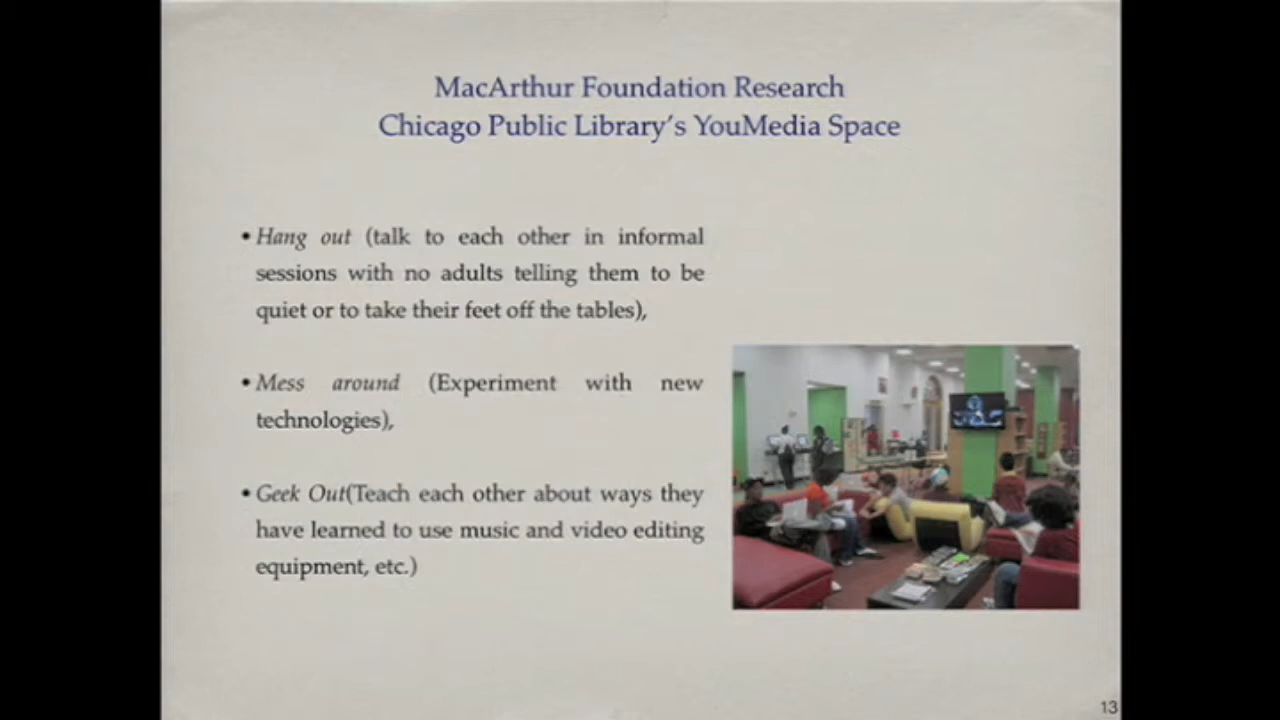 MacArthur Foundation Research
Chicago Public Library's YouMedia Space
• Hang out (talk to each other in informal
sessions with no adults telling them to be
quiet or to take their feet off the tables),
• Mess around (Experiment with new
technologies),
• Geek Out(Teach each other about ways they
have learned to use music and video editing
equipment, etc.)
13